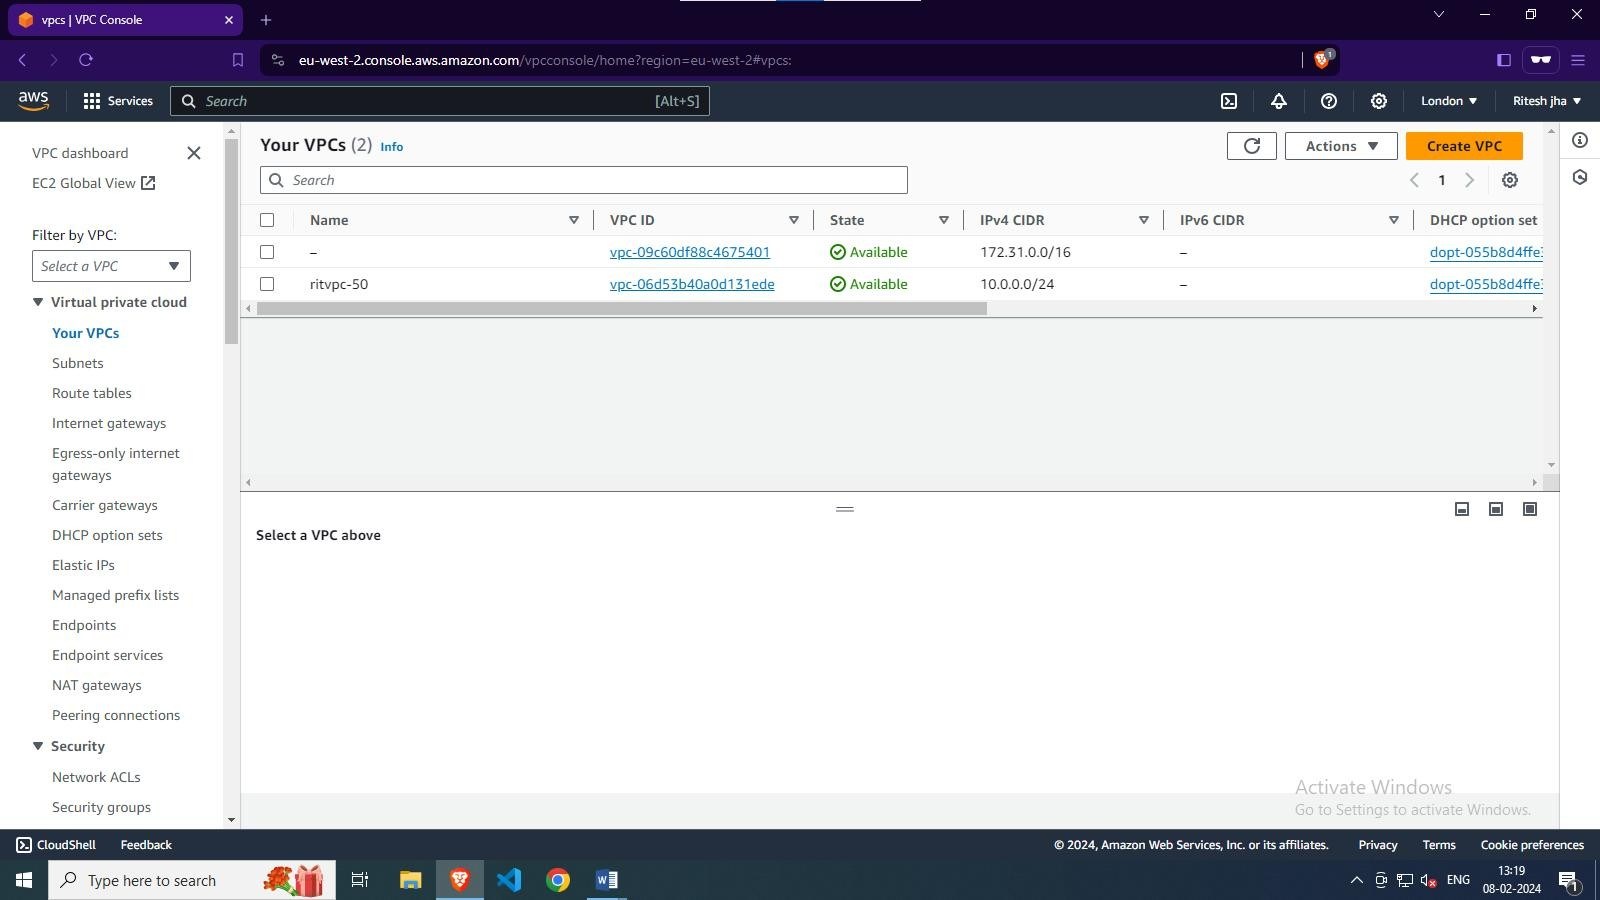 vpcs | VPC Console
eu-west-2.console.aws.amazon.com/vpcconsole/home?region=eu-west-2#vpcs:
1
aws
Services
Search
[Alt+S]
London
Ritesh jha
VPC dashboard
EC2 Global View
Filter by VPC:
Select a VPC
Virtual private cloud
Your VPCs
Subnets
Route tables
Internet gateways
Egress-only internet
gateways
Carrier gateways
DHCP option sets
Elastic IPs
Managed prefix lists
Endpoints
Endpoint services
NAT gateways
Peering connections
Security
Network ACLs
Security groups
Your VPCs (2) Info
Actions
Create VPC
Search
1
Name VPC ID State IPv4 CIDR IPv6 CIDR DHCP option set
– vpc-09c60df88c4675401 Available 172.31.0.0/16 – dopt-055b8d4ffe
ritvpc-50 vpc-06d53b40a0d131ede Available 10.0.0.0/24 – dopt-055b8d4ffe
Select a VPC above
Activate Windows
Go to Settings to activate Windows.
CloudShell
Feedback
© 2024, Amazon Web Services, Inc. or its affiliates.
Privacy
Terms
Cookie preferences
Type here to search
ENG
13:19
08-02-2024
1